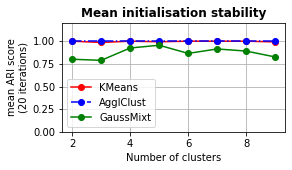 Mean initialisation stability
mean ARI score
(20 iterations)
1.00
0.75
0.50
0.25
0.00
KMeans
AgglClust
GaussMixt
2 4 6 8
Number of clusters